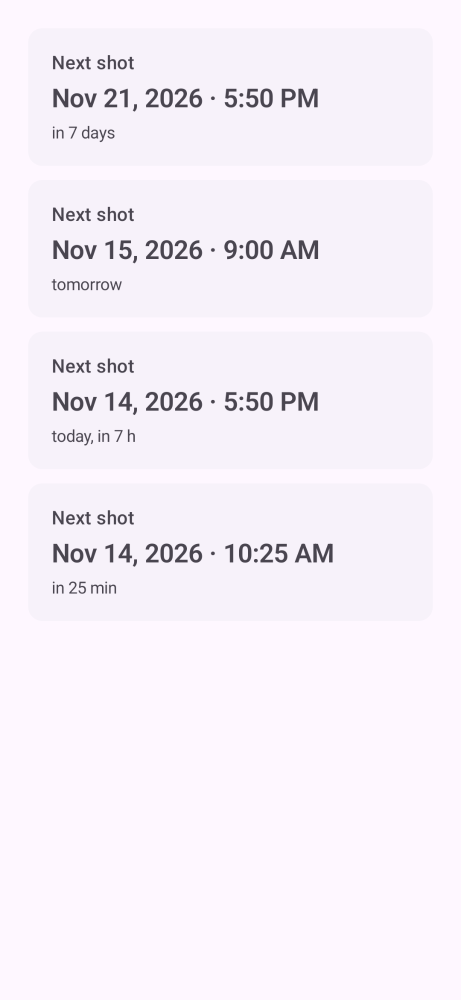 Next shot
Nov 21, 2026 · 5:50 PM
in 7 days
Next shot
Nov 15, 2026 · 9:00 AM
tomorrow
Next shot
Nov 14, 2026 · 5:50 PM
today, in 7 h
Next shot
Nov 14, 2026 · 10:25 AM
in 25 min